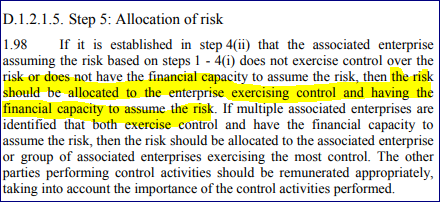 D.1.2.1.5. Step 5: Allocation of risk
1.98 If it is established in step 4(ii) that the associated enterprise
assuming the risk based on steps 1 - 4(i) does not exercise control over the
risk or does not have the financial capacity to assume the risk, then the risk
should be allocated to the enterprise exercising control and having the
financial capacity to assume the risk. If multiple associated enterprises are
identified that both exercise control and have the financial capacity to
assume the risk, then the risk should be allocated to the associated enterprise
or group of associated enterprises exercising the most control. The other
parties performing control activities should be remunerated appropriately,
taking into account the importance of the control activities performed.